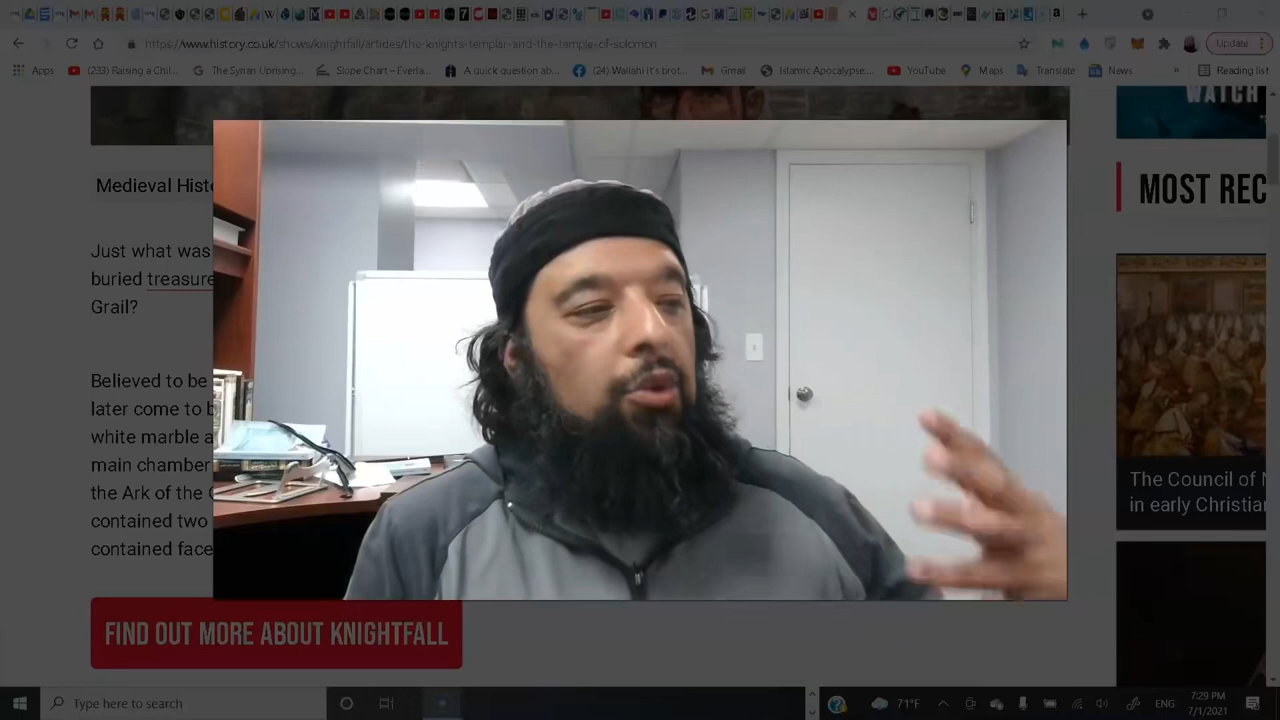 https://www.history.co.uk/shows/knightfall/articles/the-knights-templar-and-the-temple-of-solomon
Update
Apps
(233) Raising a Chil...
The Syrian Uprising...
Slope Chart – Everla...
A quick question ab...
(24) Wallahi it's prot...
Gmail
Islamic Apocalypse:...
YouTube
Maps
Translate
News
»
Reading list
WATCH
Medieval Histo
MOST REC
Just what was
buried treasure
Grail?
Believed to be
later come to b
white marble a
main chamber
the Ark of the
contained two
contained face
The Council of N
in early Christia
FIND OUT MORE ABOUT KNIGHTFALL
Type here to search
71°F
ENG
7:29 PM
7/1/2021